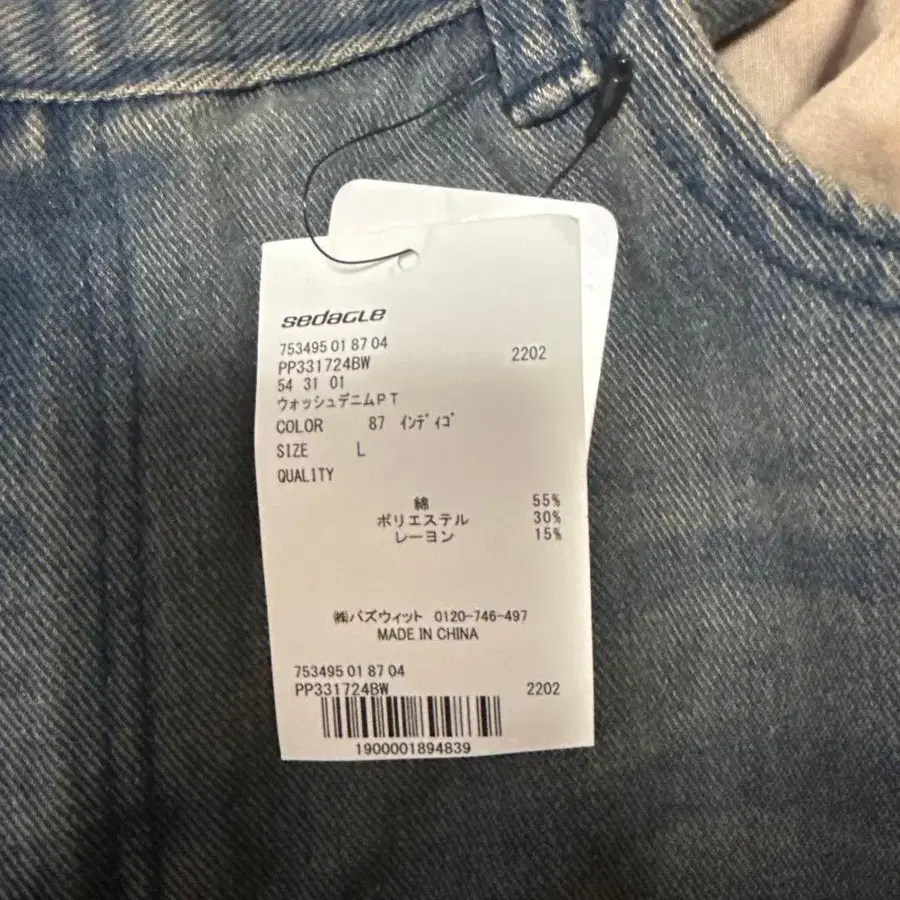 sedaGLe
753495 01 87 04
PP331724BW 2202
54 31 01
ウォッシュデニムＰＴ
COLOR 87 ｲﾝﾃﾞｨｺﾞ
SIZE L
QUALITY
綿 55%
ポリエステル 30%
レーヨン 15%
㈱バズウィット 0120-746-497
MADE IN CHINA
753495 01 87 04
PP331724BW 2202
1900001894839